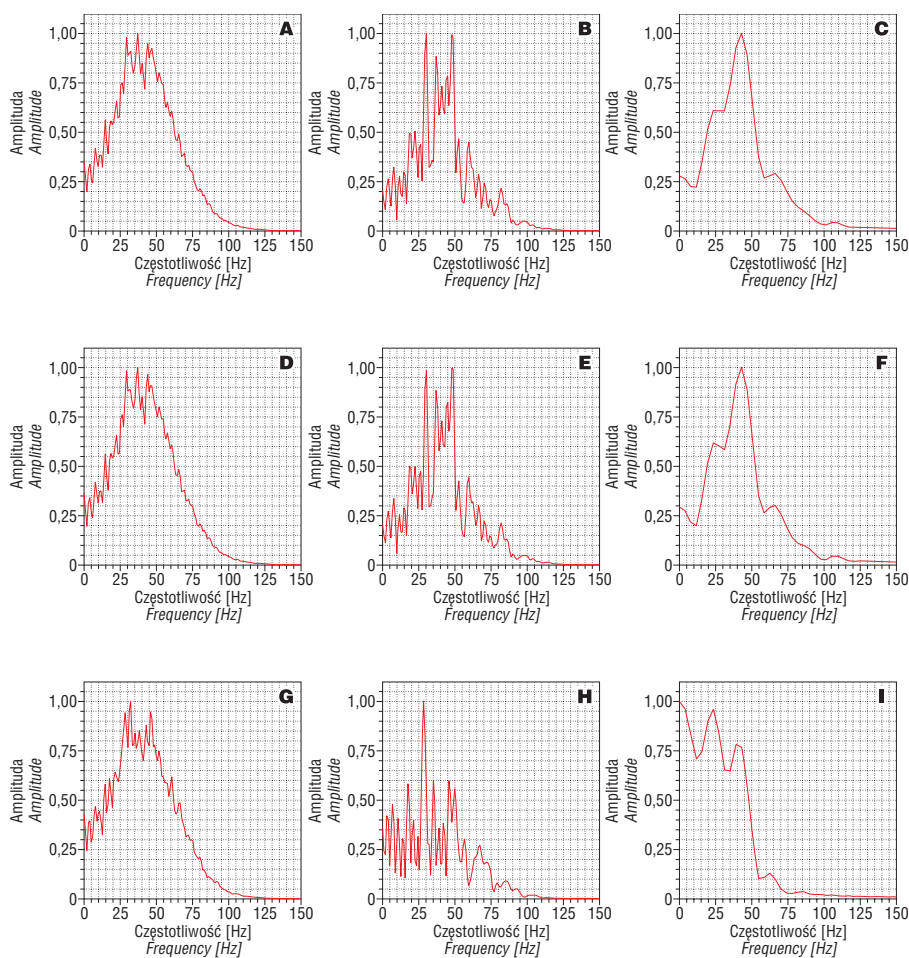 A
1,00
0,75
0,50
0,25
0
Amplituda
Amplitude
0 25 50 75 100 125 150
Częstotliwość [Hz]
Frequency [Hz]
B
1,00
0,75
0,50
0,25
0
Amplituda
Amplitude
0 25 50 75 100 125 150
Częstotliwość [Hz]
Frequency [Hz]
C
1,00
0,75
0,50
0,25
0
Amplituda
Amplitude
0 25 50 75 100 125 150
Częstotliwość [Hz]
Frequency [Hz]
D
1,00
0,75
0,50
0,25
0
Amplituda
Amplitude
0 25 50 75 100 125 150
Częstotliwość [Hz]
Frequency [Hz]
E
1,00
0,75
0,50
0,25
0
Amplituda
Amplitude
0 25 50 75 100 125 150
Częstotliwość [Hz]
Frequency [Hz]
F
1,00
0,75
0,50
0,25
0
Amplituda
Amplitude
0 25 50 75 100 125 150
Częstotliwość [Hz]
Frequency [Hz]
G
1,00
0,75
0,50
0,25
0
Amplituda
Amplitude
0 25 50 75 100 125 150
Częstotliwość [Hz]
Frequency [Hz]
H
1,00
0,75
0,50
0,25
0
Amplituda
Amplitude
0 25 50 75 100 125 150
Częstotliwość [Hz]
Frequency [Hz]
I
1,00
0,75
0,50
0,25
0
Amplituda
Amplitude
0 25 50 75 100 125 150
Częstotliwość [Hz]
Frequency [Hz]